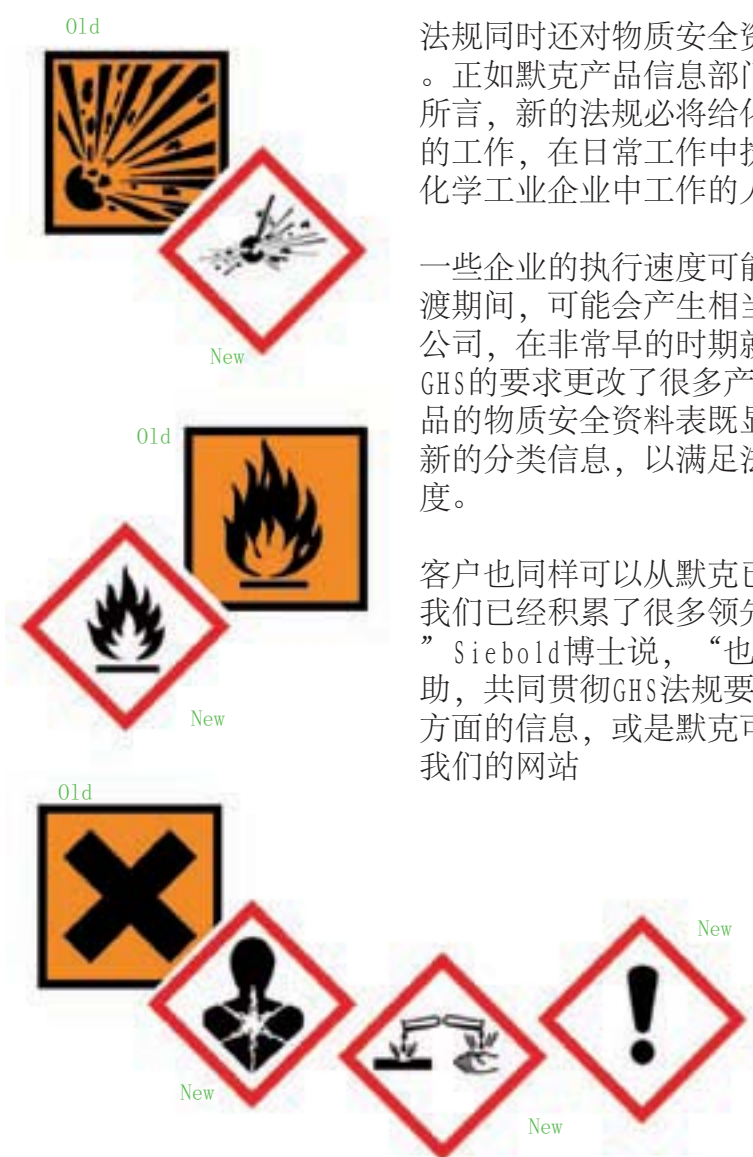 Old
New
Old
New
Old
New
New
New
法规同时还对物质安全资
。正如默克产品信息部门
所言，新的法规必将给化
的工作，在日常工作中按
化学工业企业中工作的人

一些企业的执行速度可能
渡期间，可能会产生相当
公司，在非常早的时期就
GHS的要求更改了很多产
品的物质安全资料表既显
新的分类信息，以满足法
度。

客户也同样可以从默克已
我们已经积累了很多领先
”Siebold博士说，“也
助，共同贯彻GHS法规要
方面的信息，或是默克可
我们的网站